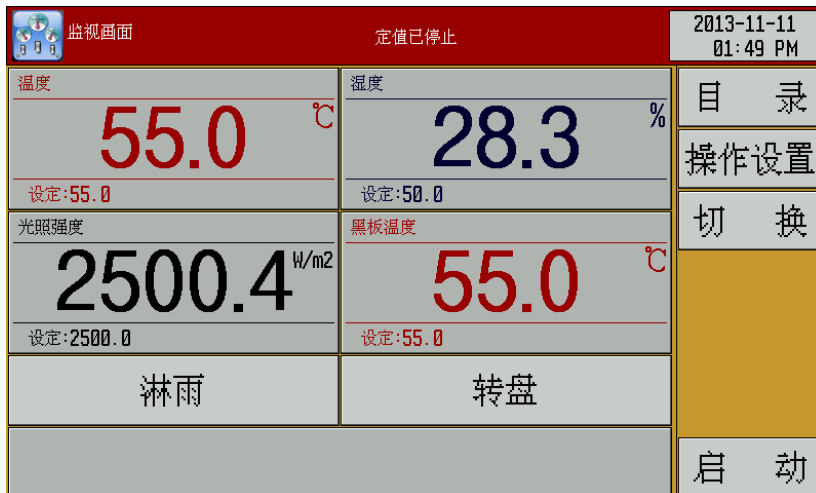 监视画面
定值已停止
2013-11-11
01:49 PM
温度
55.0 ℃
设定:55.0
湿度
28.3 %
设定:50.0
光照强度
2500.4 W/m2
设定:2500.0
黑板温度
55.0 ℃
设定:55.0
淋雨
转盘
目 录
操作设置
切 换
启 动